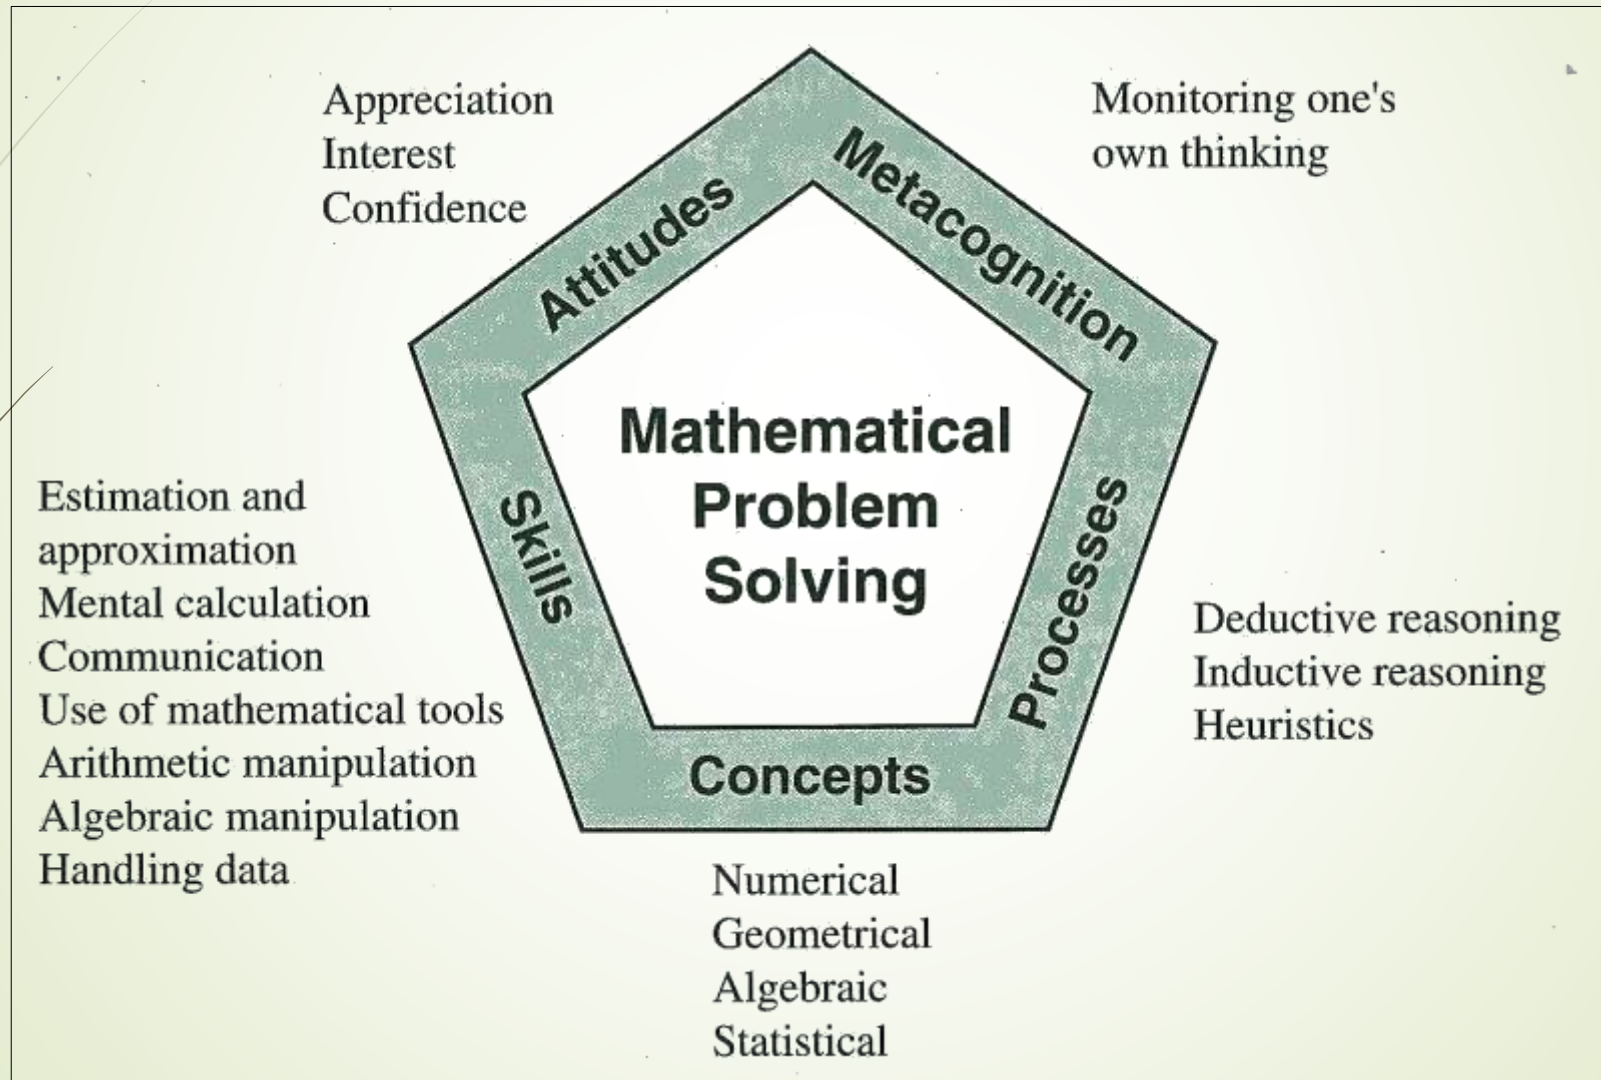 Appreciation
Interest
Confidence
Monitoring one's
own thinking
Attitudes
Metacognition
Mathematical
Problem
Solving
Skills
Processes
Concepts
Estimation and
approximation
Mental calculation
Communication
Use of mathematical tools
Arithmetic manipulation
Algebraic manipulation
Handling data
Deductive reasoning
Inductive reasoning
Heuristics
Numerical
Geometrical
Algebraic
Statistical